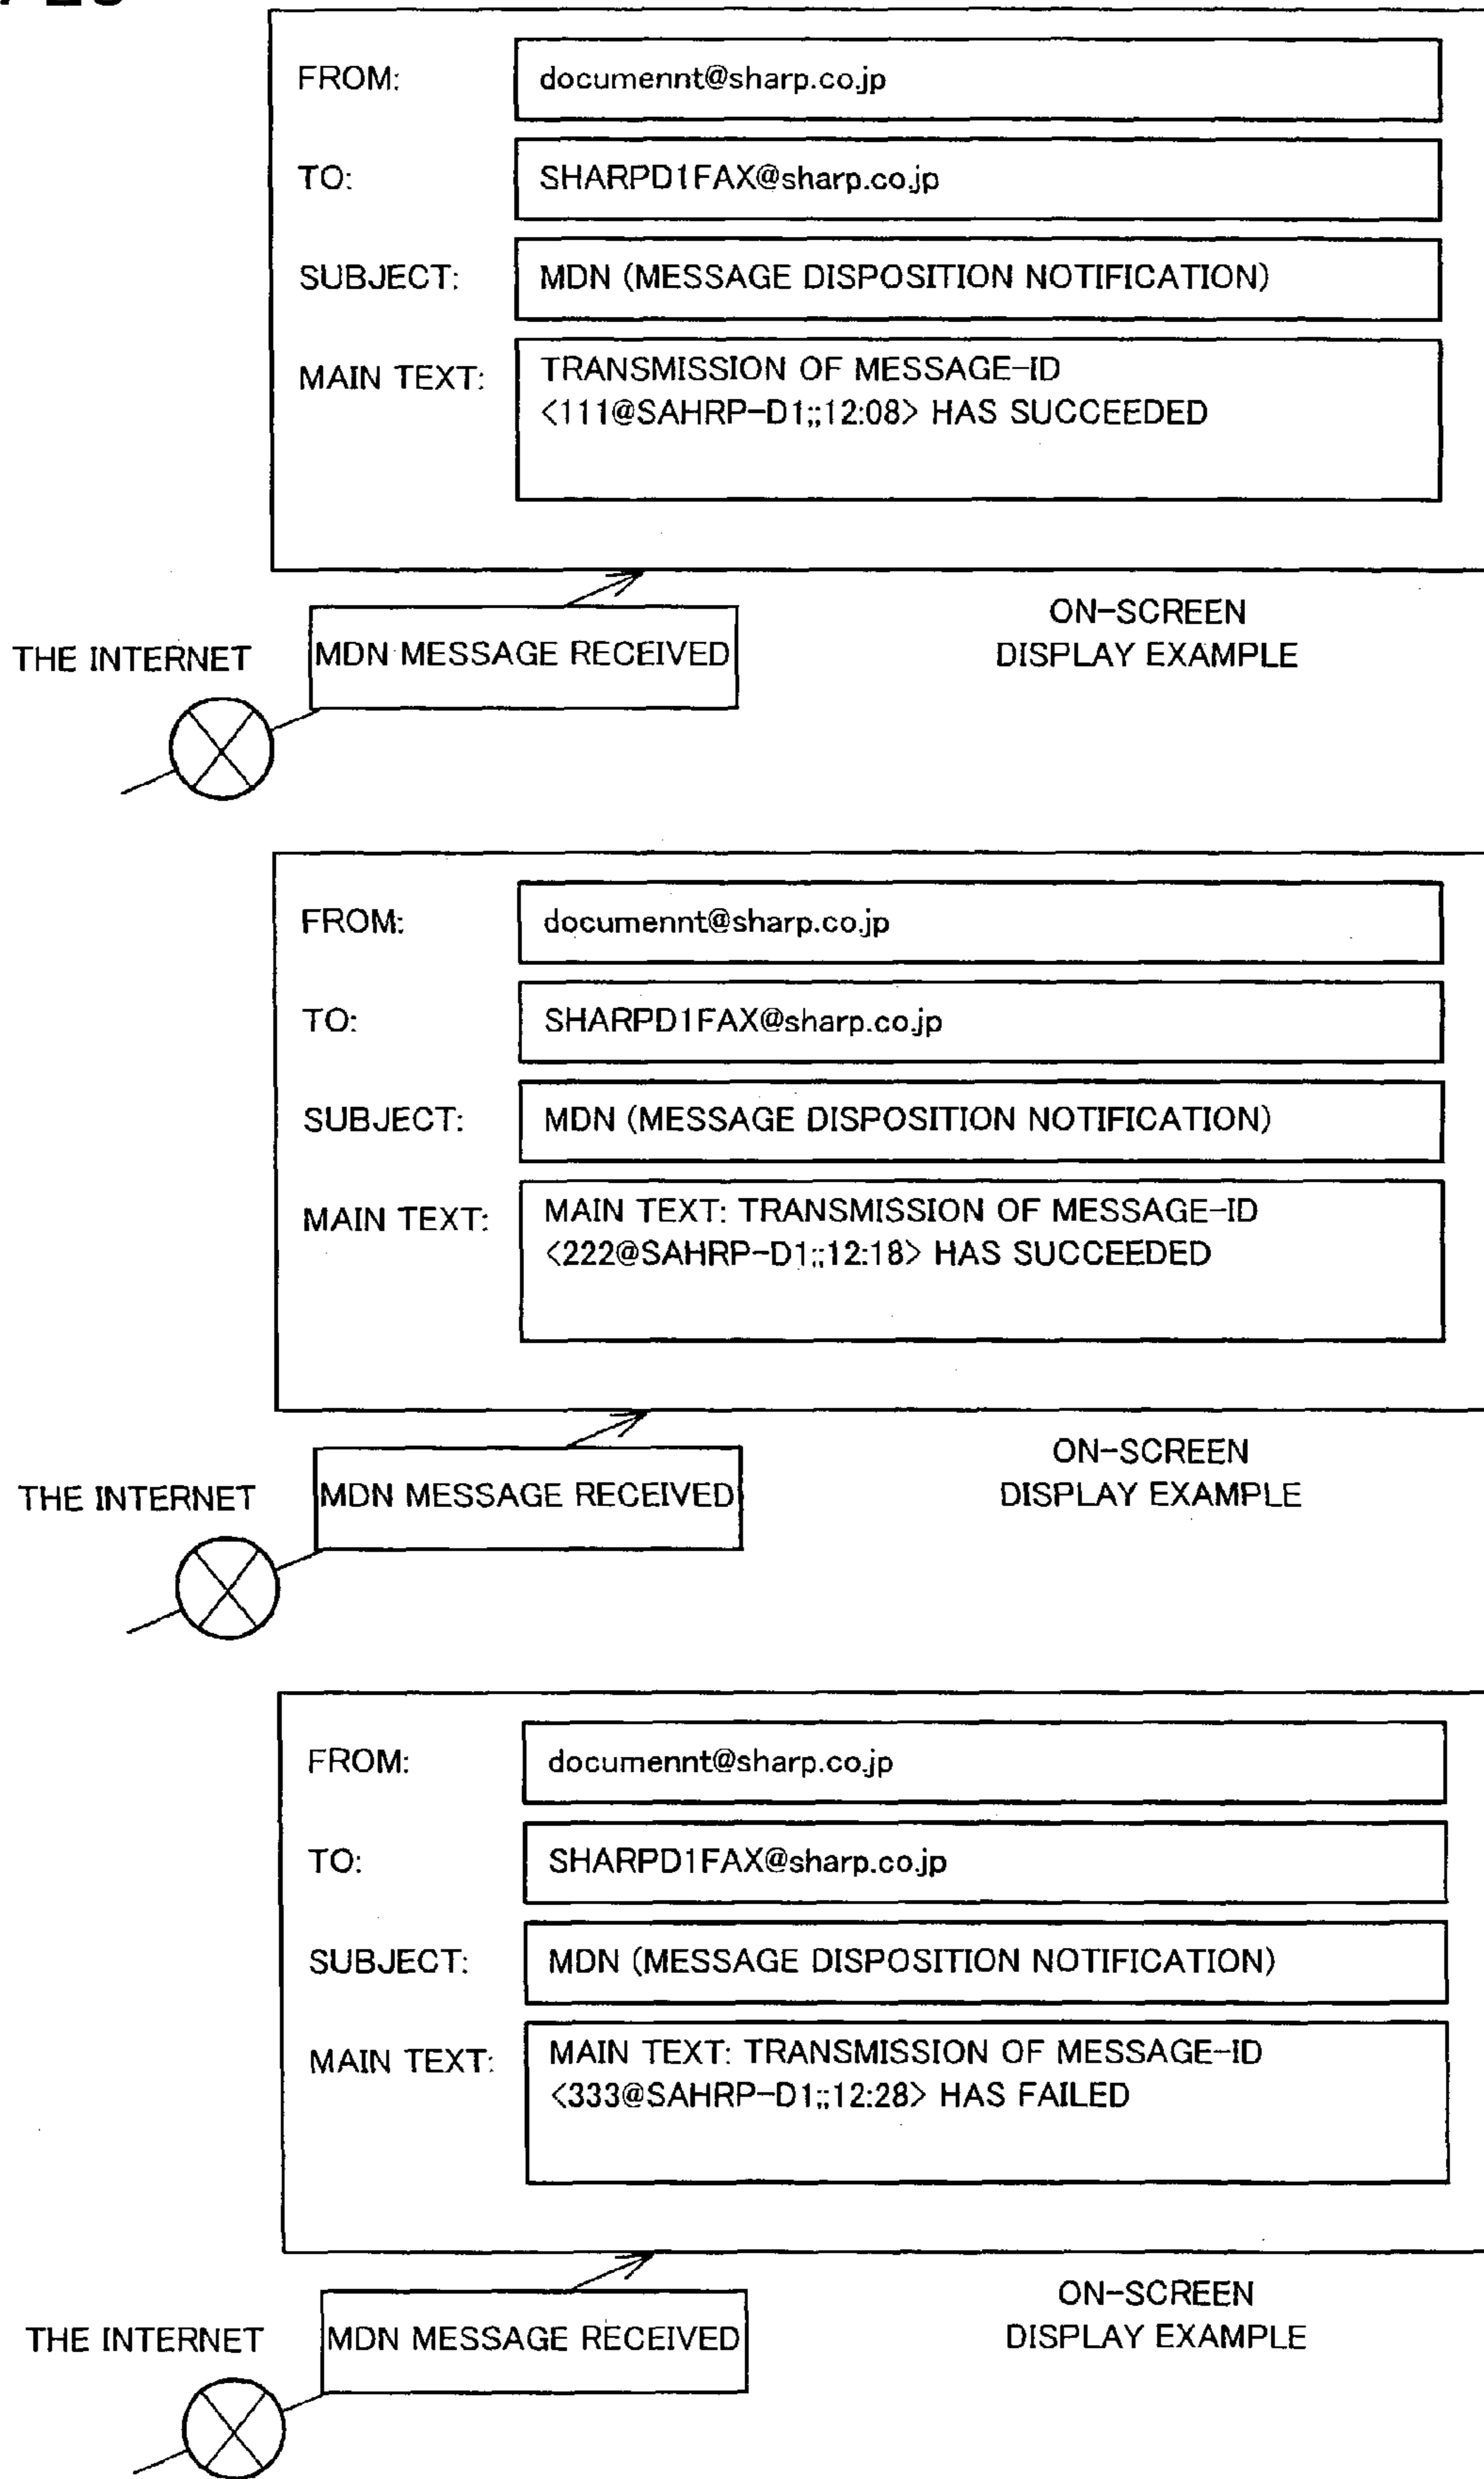 FROM: documennt@sharp.co.jp
TO: SHARPD1FAX@sharp.co.jp
SUBJECT: MDN (MESSAGE DISPOSITION NOTIFICATION)
MAIN TEXT: TRANSMISSION OF MESSAGE-ID
<111@SAHRP-D1;;12:08> HAS SUCCEEDED
ON-SCREEN
DISPLAY EXAMPLE
THE INTERNET
MDN MESSAGE RECEIVED
FROM: documennt@sharp.co.jp
TO: SHARPD1FAX@sharp.co.jp
SUBJECT: MDN (MESSAGE DISPOSITION NOTIFICATION)
MAIN TEXT: MAIN TEXT: TRANSMISSION OF MESSAGE-ID
<222@SAHRP-D1;;12:18> HAS SUCCEEDED
ON-SCREEN
DISPLAY EXAMPLE
THE INTERNET
MDN MESSAGE RECEIVED
FROM: documennt@sharp.co.jp
TO: SHARPD1FAX@sharp.co.jp
SUBJECT: MDN (MESSAGE DISPOSITION NOTIFICATION)
MAIN TEXT: MAIN TEXT: TRANSMISSION OF MESSAGE-ID
<333@SAHRP-D1;;12:28> HAS FAILED
ON-SCREEN
DISPLAY EXAMPLE
THE INTERNET
MDN MESSAGE RECEIVED